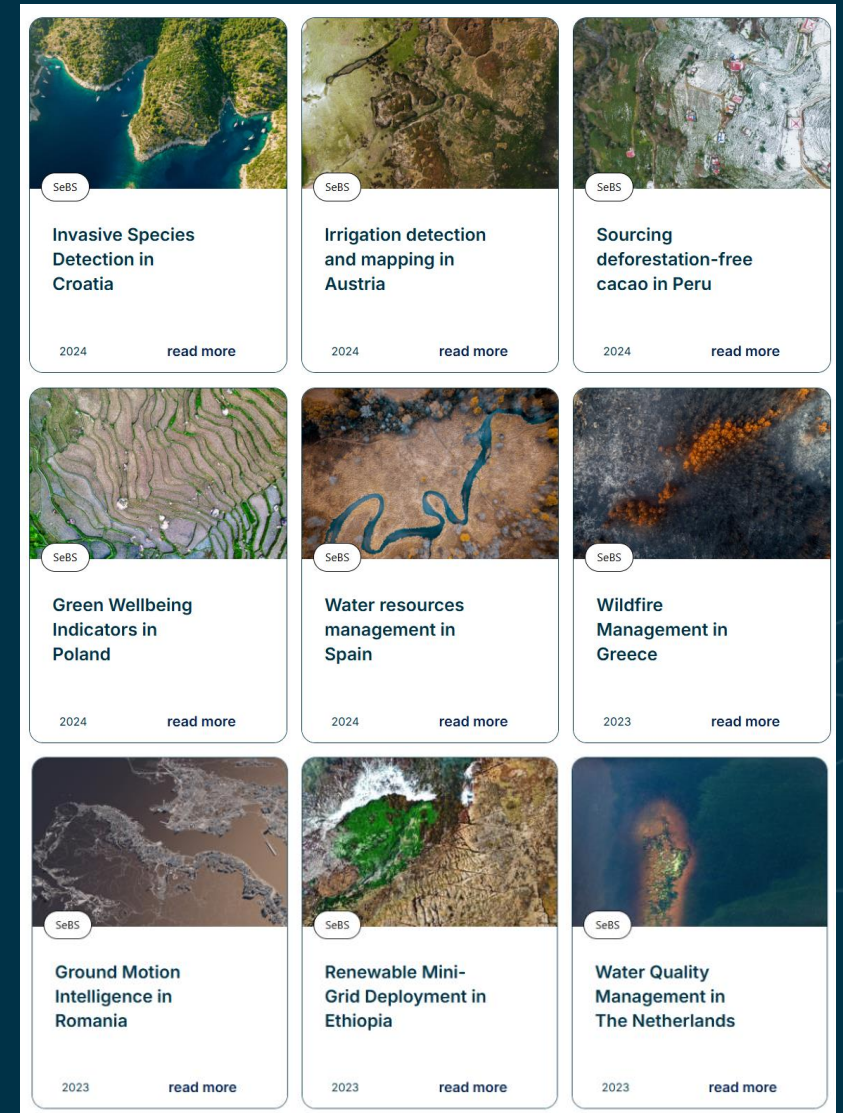 SeBS
Invasive Species
Detection in
Croatia
2024 read more
SeBS
Irrigation detection
and mapping in
Austria
2024 read more
SeBS
Sourcing
deforestation-free
cacao in Peru
2024 read more
SeBS
Green Wellbeing
Indicators in
Poland
2024 read more
SeBS
Water resources
management in
Spain
2024 read more
SeBS
Wildfire
Management in
Greece
2023 read more
SeBS
Ground Motion
Intelligence in
Romania
2023 read more
SeBS
Renewable Mini-
Grid Deployment in
Ethiopia
2023 read more
SeBS
Water Quality
Management in
The Netherlands
2023 read more